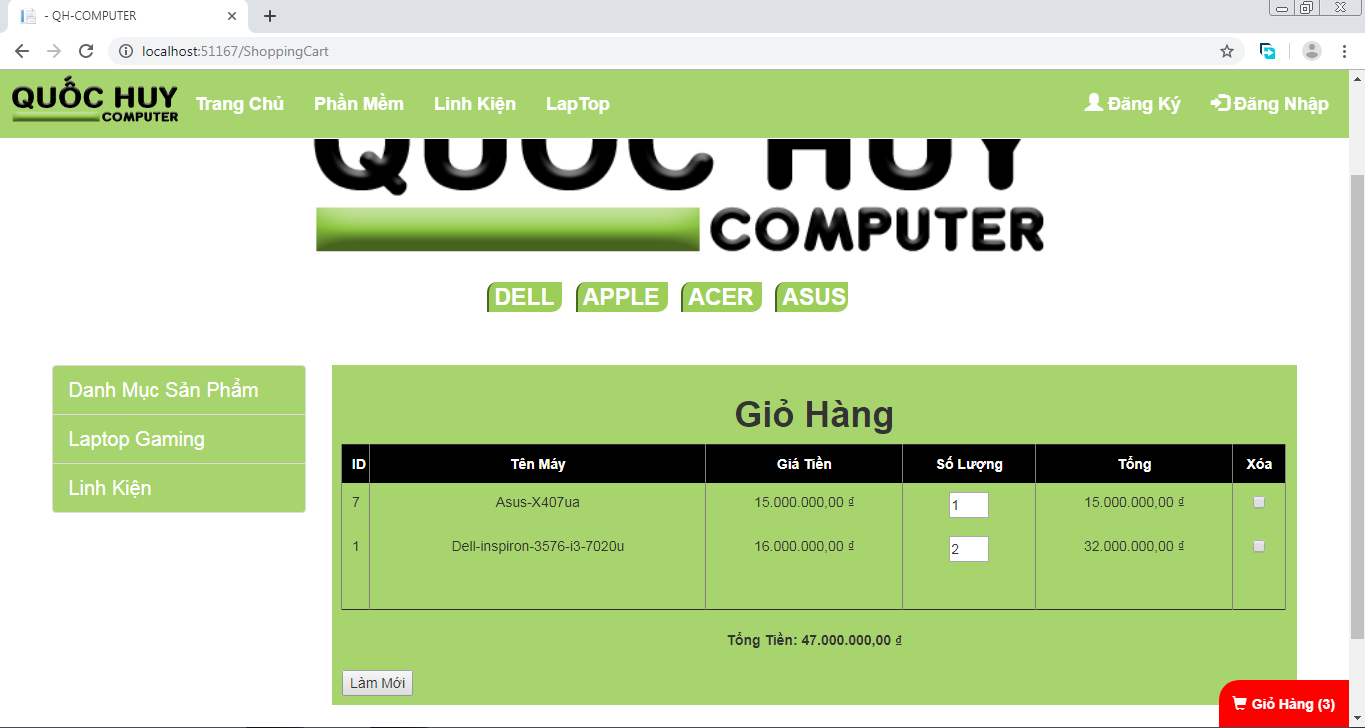 - QH-COMPUTER
localhost:51167/ShoppingCart
QUỐC HUY
COMPUTER
Trang Chủ Phần Mềm Linh Kiện LapTop Đăng Ký Đăng Nhập
QUỐC HUY
COMPUTER
DELL APPLE ACER ASUS
Danh Mục Sản Phẩm
Laptop Gaming
Linh Kiện
Giỏ Hàng
ID Tên Máy Giá Tiền Số Lượng Tổng Xóa
7 Asus-X407ua 15.000.000,00 ₫ 1 15.000.000,00 ₫
1 Dell-inspiron-3576-i3-7020u 16.000.000,00 ₫ 2 32.000.000,00 ₫
Tổng Tiền: 47.000.000,00 ₫
Làm Mới
Giỏ Hàng (3)